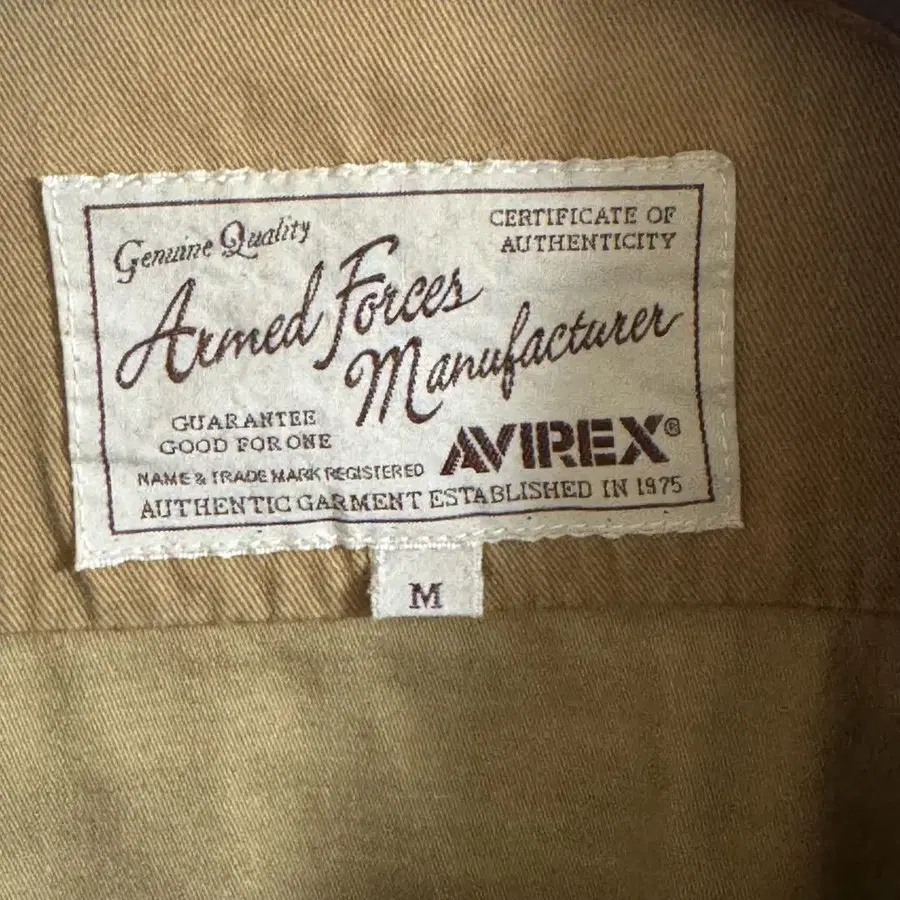 Genuine Quality
CERTIFICATE OF
AUTHENTICITY
Armed Forces
Manufacturer
GUARANTEE
GOOD FOR ONE
AVIREX®
NAME & TRADE MARK REGISTERED
AUTHENTIC GARMENT ESTABLISHED IN 1975
M